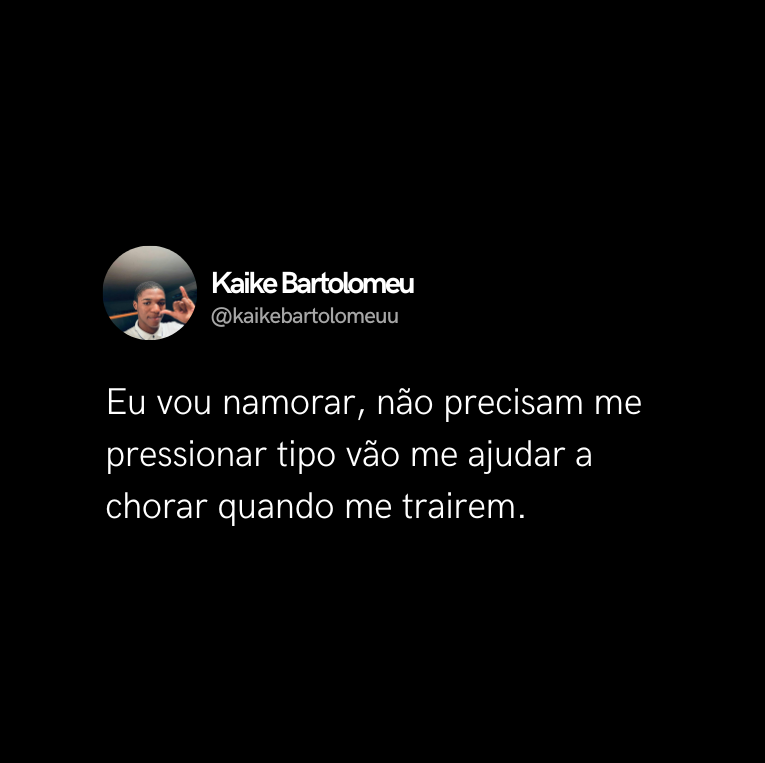 Kaike Bartolomeu
@kaikebartolomeuu
Eu vou namorar, não precisam me
pressionar tipo vão me ajudar a
chorar quando me trairem.